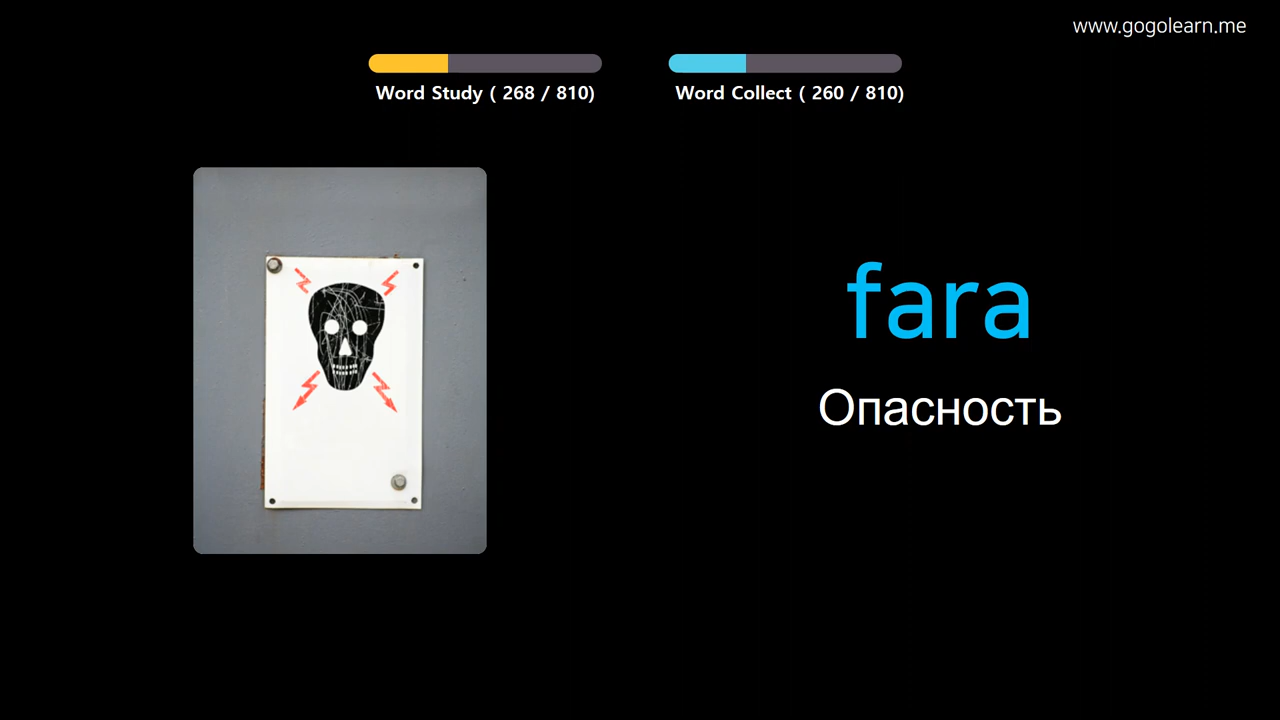 www.gogolearn.me
Word Study ( 268 / 810)
Word Collect ( 260 / 810)
fara
Опасность